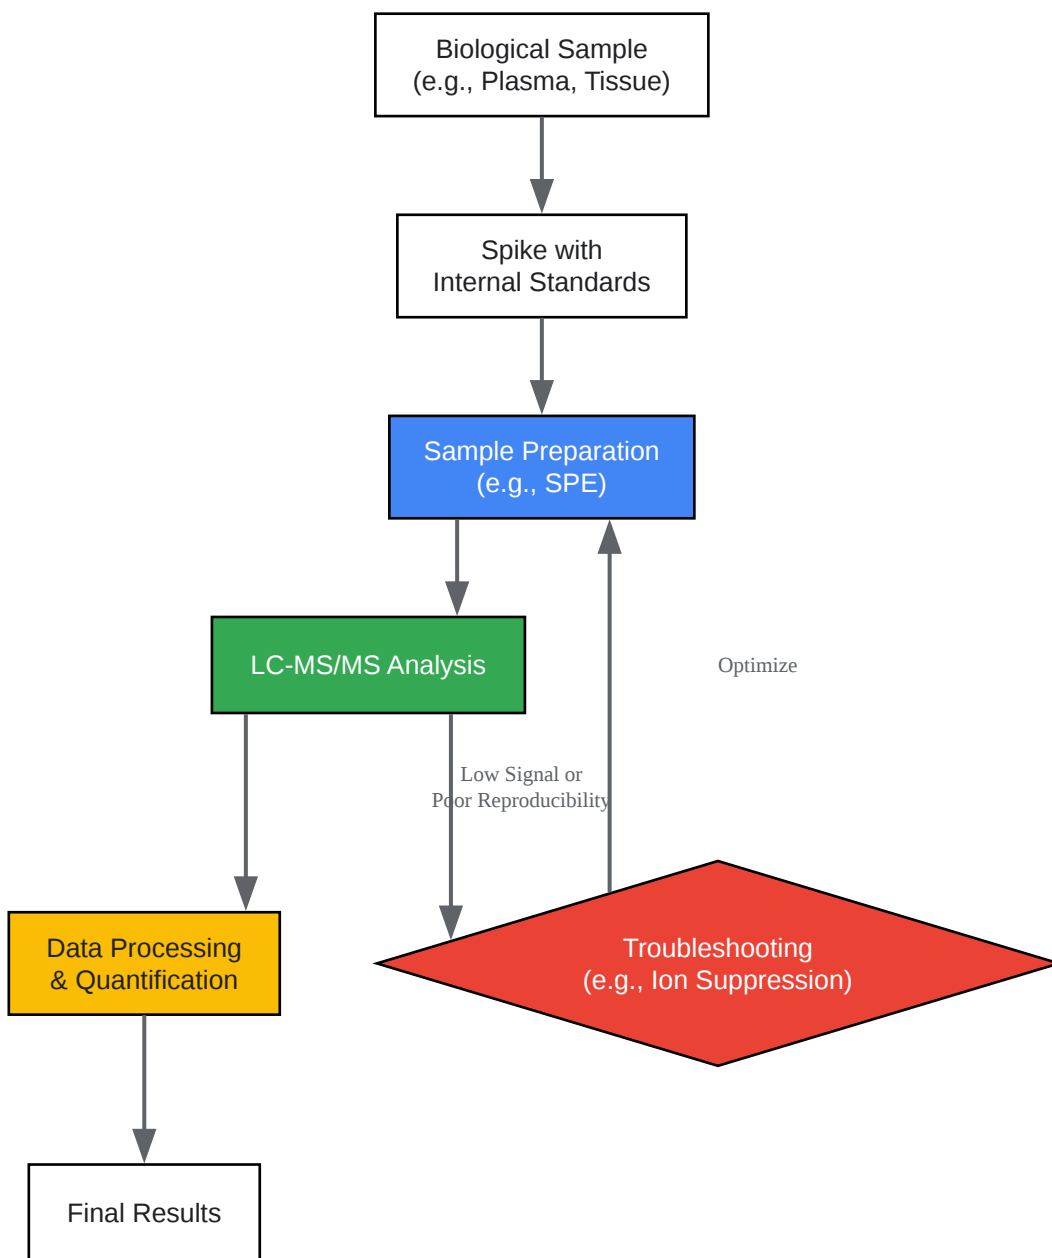 Biological Sample
(e.g., Plasma, Tissue)
Spike with
Internal Standards
Sample Preparation
(e.g., SPE)
LC-MS/MS Analysis
Optimize
Low Signal or
Poor Reproducibility
Data Processing
& Quantification
Troubleshooting
(e.g., Ion Suppression)
Final Results